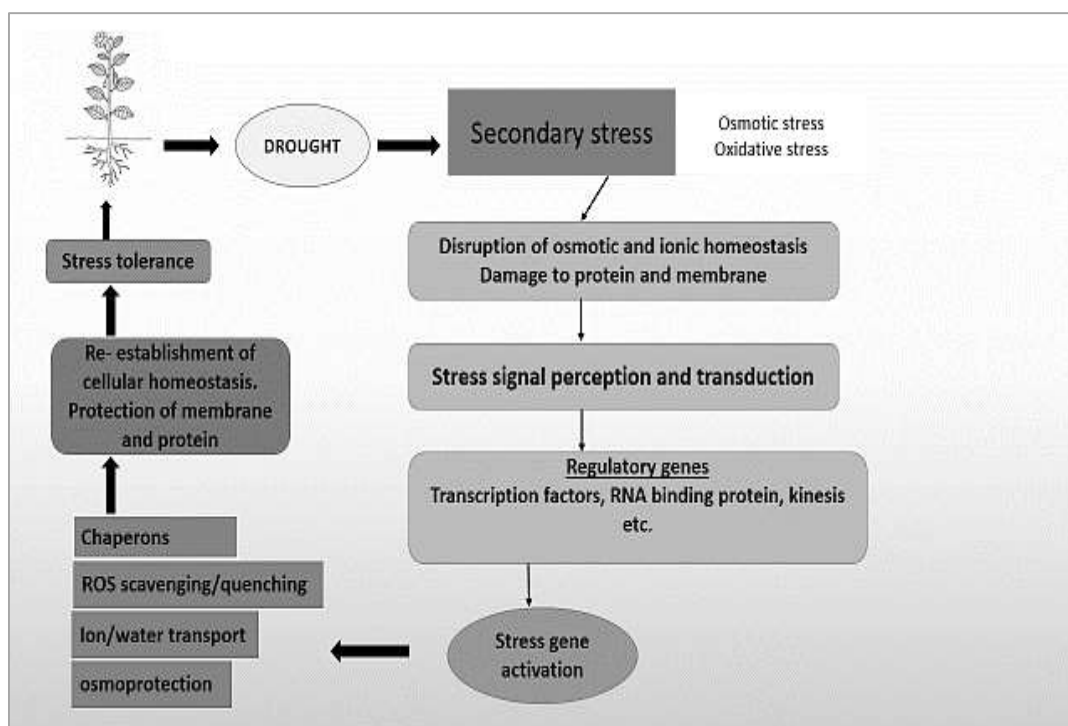 DROUGHT
Secondary stress
Osmotic stress
Oxidative stress
Disruption of osmotic and ionic homeostasis
Damage to protein and membrane
Stress signal perception and transduction
Regulatory genes
Transcription factors, RNA binding protein, kinesis
etc.
Stress gene
activation
Chaperons
ROS scavenging/quenching
Ion/water transport
osmoprotection
Re- establishment of
cellular homeostasis.
Protection of membrane
and protein
Stress tolerance